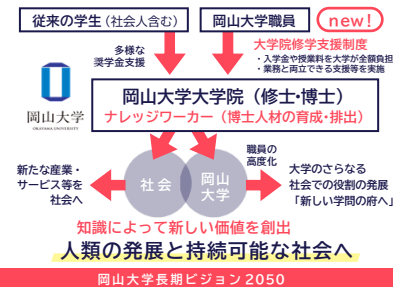 従来の学生(社会人含む)
岡山大学職員
new!
多様な
奨学金支援
大学院修学支援制度
・入学金や授業料を大学が全額負担
・業務と両立できる支援等を実施
岡山大学
OKAYAMA UNIVERSITY
岡山大学大学院(修士・博士)
ナレッジワーカー(博士人材の育成・排出)
職員の
高度化
新たな産業・
サービス等を
社会へ
社会
岡山
大学
大学のさらなる
社会での役割の発展
「新しい学問の府へ」
知識によって新しい価値を創出
人類の発展と持続可能な社会へ
岡山大学長期ビジョン2050